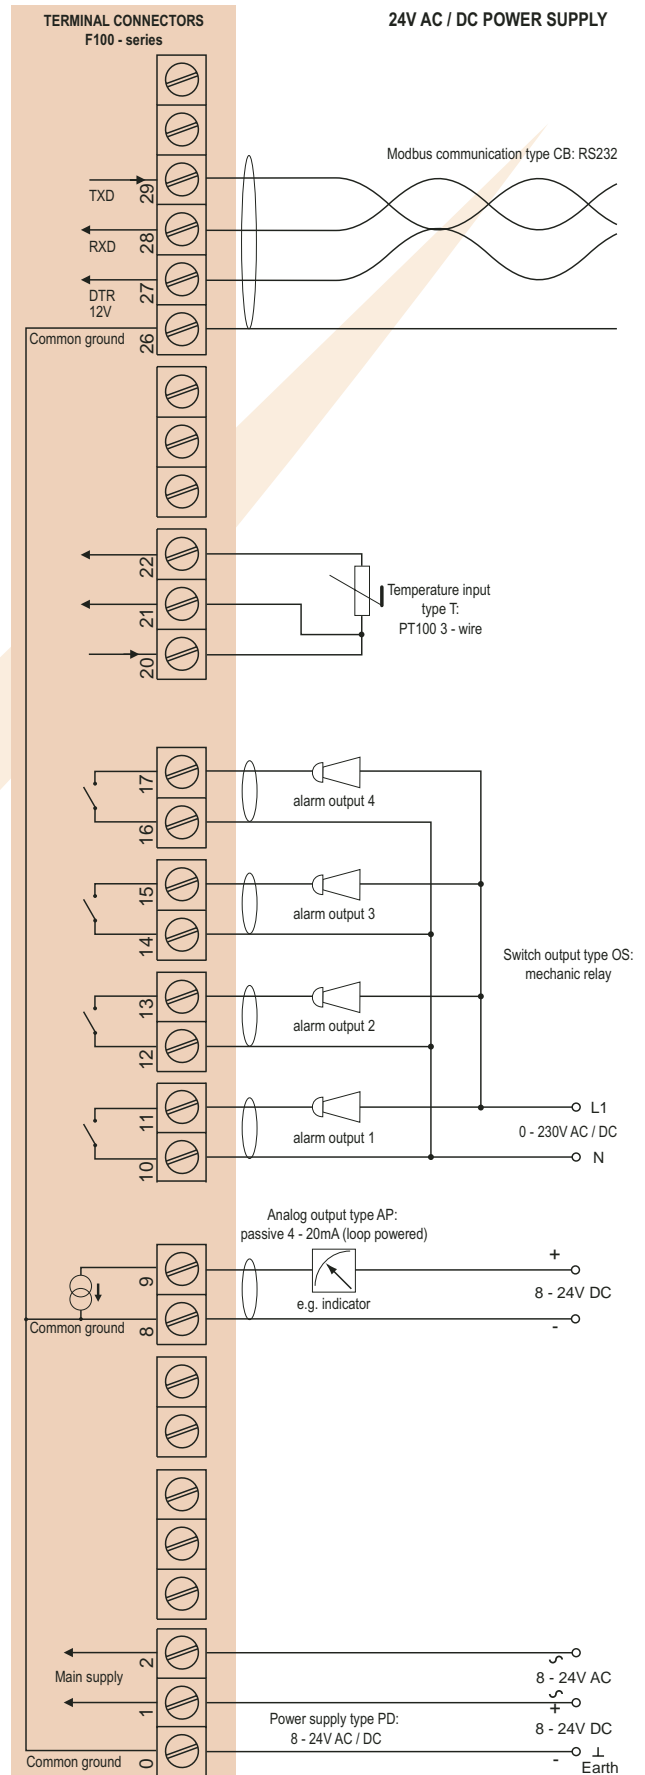 TERMINAL CONNECTORS
F100 - series
24V AC / DC POWER SUPPLY
Modbus communication type CB: RS232
29
TXD
28
RXD
27
DTR
12V
26
Common ground
22
21
20
Temperature input
type T:
PT100 3 - wire
17
alarm output 4
16
15
alarm output 3
14
Switch output type OS:
mechanic relay
13
alarm output 2
12
11
L1
alarm output 1
0 - 230V AC / DC
10
N
Analog output type AP:
passive 4 - 20mA (loop powered)
9
+
8 - 24V DC
e.g. indicator
8
Common ground
-
2
Main supply
8 - 24V AC
1
+
Power supply type PD:
8 - 24V AC / DC
8 - 24V DC
0
Common ground
-
Earth